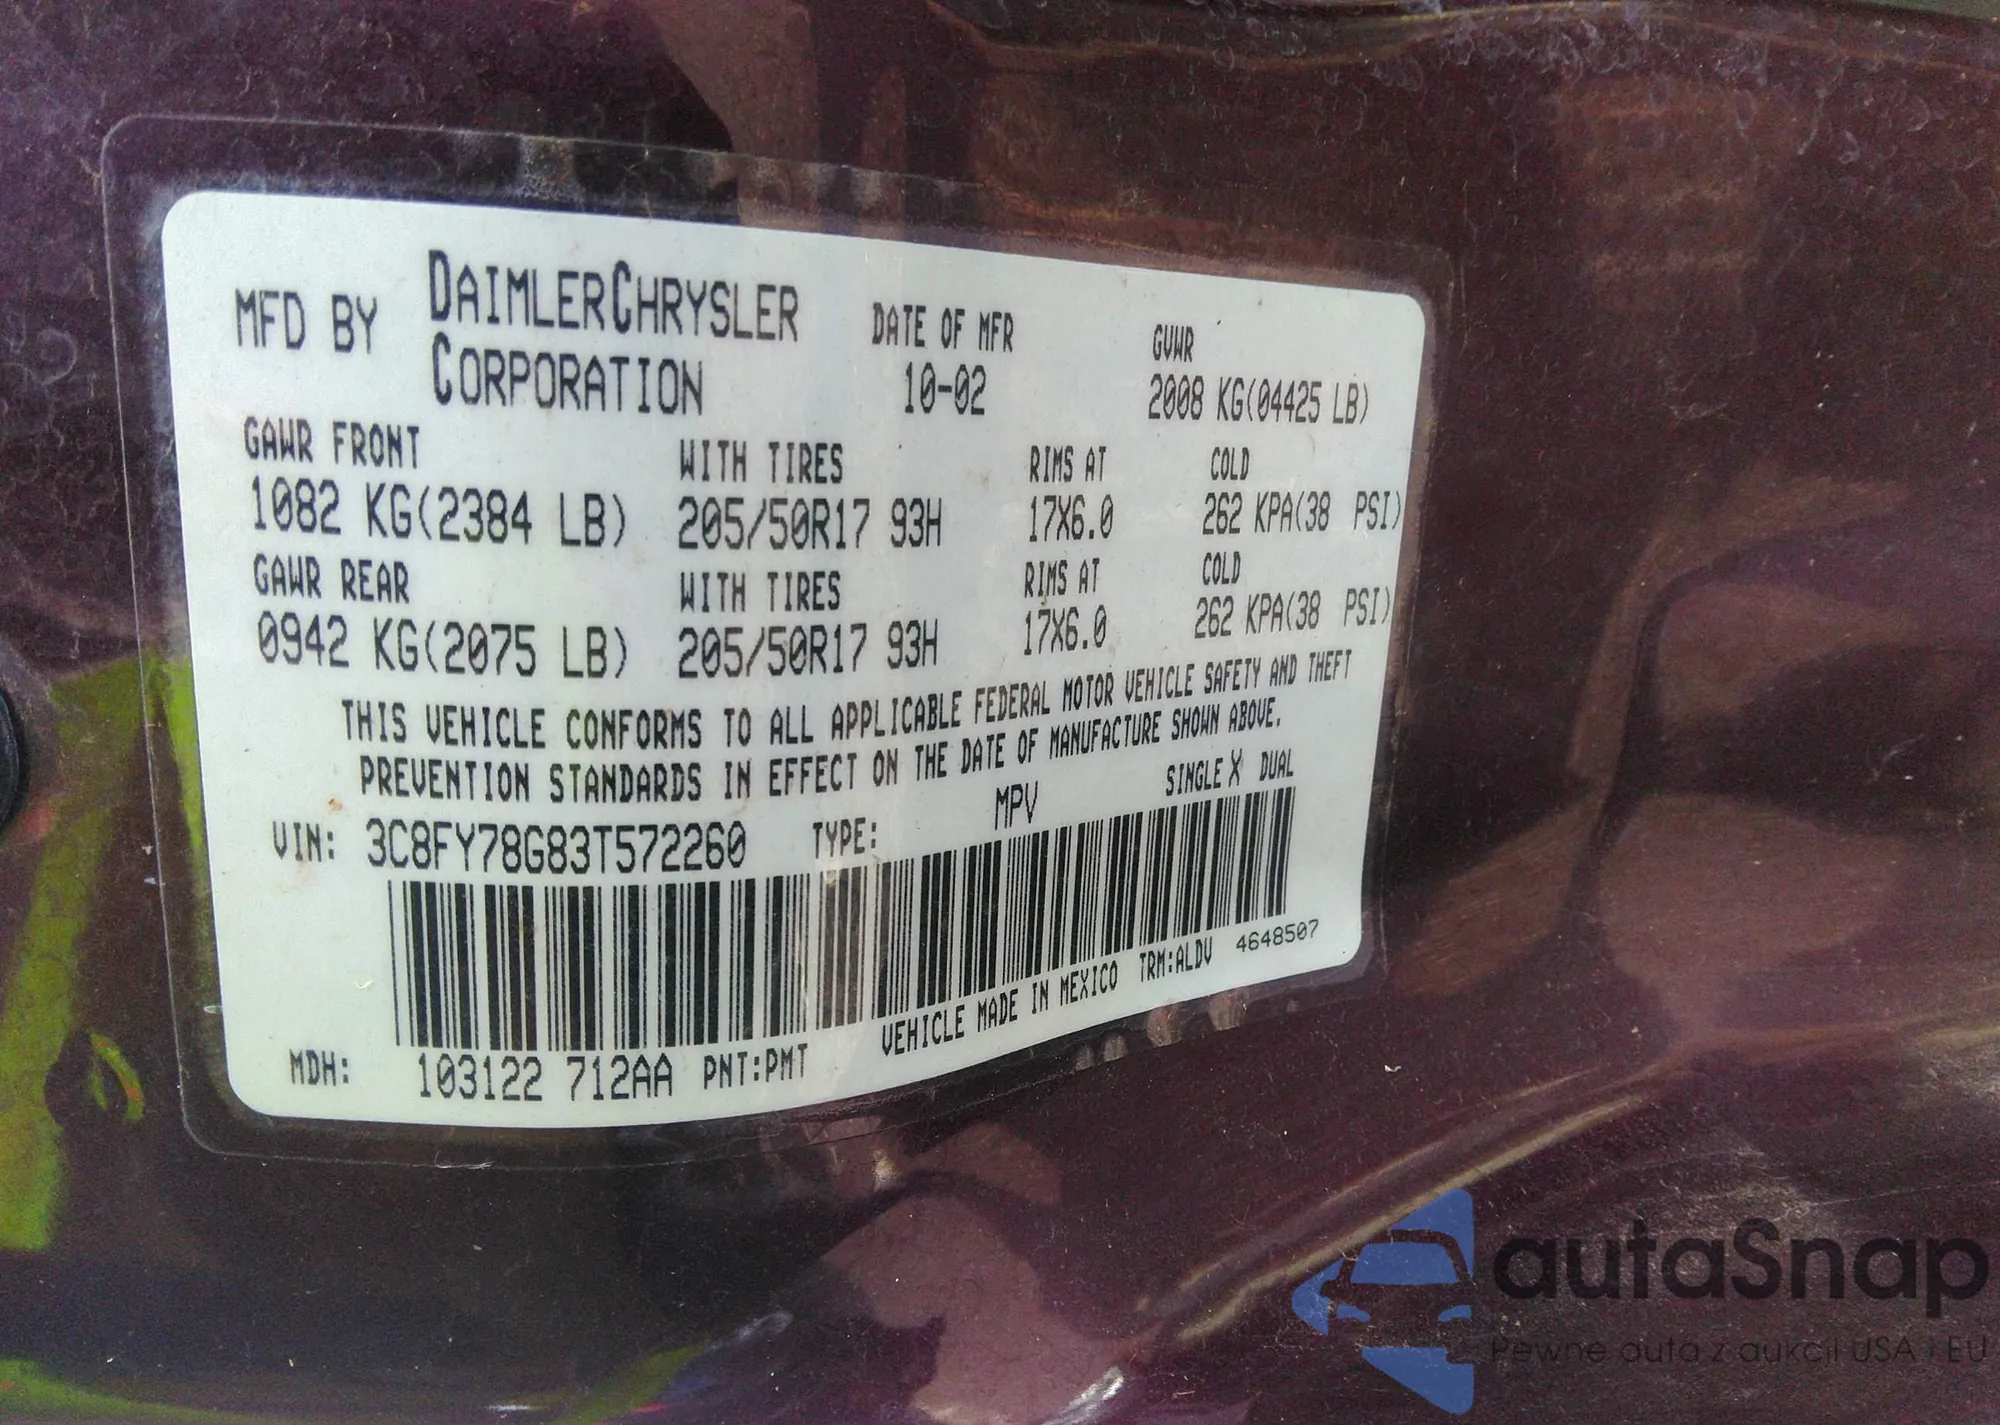 MFD BY DAIMLERCHRYSLER CORPORATION
DATE OF MFR
10-02
GVWR
2008 KG(04425 LB)
GAWR FRONT WITH TIRES RIMS AT COLD
1082 KG(2384 LB) 205/50R17 93H 17X6.0 262 KPA(38 PSI)
GAWR REAR WITH TIRES RIMS AT COLD
0942 KG(2075 LB) 205/50R17 93H 17X6.0 262 KPA(38 PSI)
THIS VEHICLE CONFORMS TO ALL APPLICABLE FEDERAL MOTOR VEHICLE SAFETY AND THEFT
PREVENTION STANDARDS IN EFFECT ON THE DATE OF MANUFACTURE SHOWN ABOVE.
VIN: 3C8FY78G83T572260 TYPE: MPV SINGLE X DUAL
MDH: 103122 712AA PNT:PMT VEHICLE MADE IN MEXICO TRM:ALDV 4648507
autaSnap
Pewne auta z aukcji USA i EU